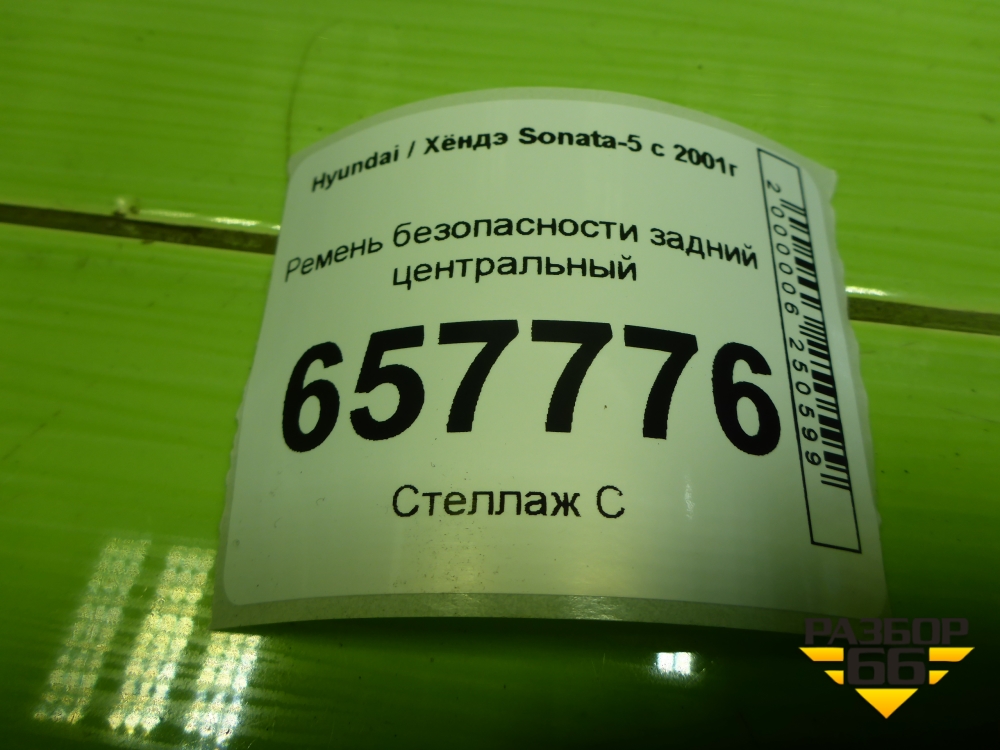 Hyundai / Хёндэ Sonata-5 с 2001г
Ремень безопасности задний
центральный
657776
Стеллаж С
2000006250599
РАЗБОР
66